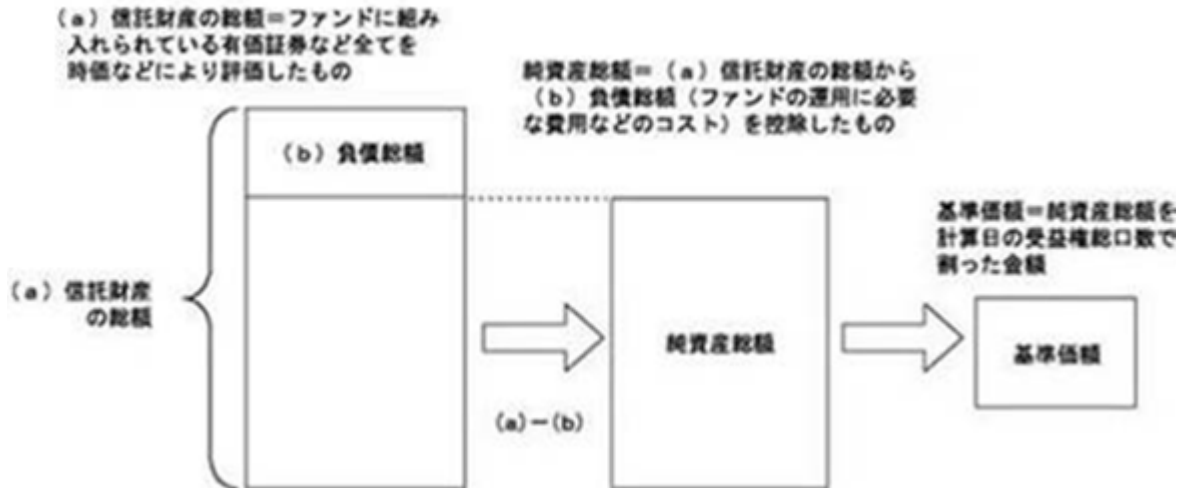 （a）信託財産の総額＝ファンドに組み
入れられている有価証券など全てを
時価などにより評価したもの
純資産総額＝（a）信託財産の総額から
（b）負債総額（ファンドの運用に必要
な費用などのコスト）を控除したもの
（b）負債総額
基準価額＝純資産総額を
計算日の受益権総口数で
割った金額
（a）信託財産
の総額
純資産総額
基準価額
(a)－(b)